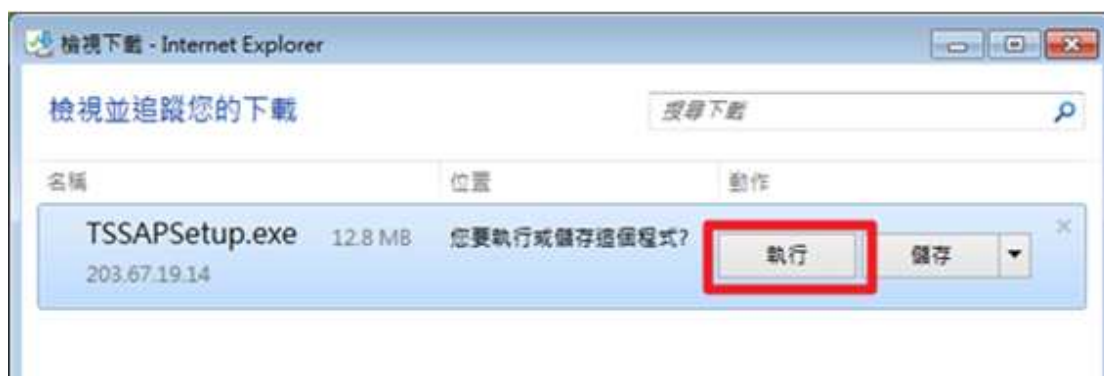 檢視下載 - Internet Explorer
檢視並追蹤您的下載
搜尋下載
名稱 位置 動作
TSSAPSetup.exe 12.8 MB 您要執行或儲存這個程式? 執行 儲存
203.67.19.14